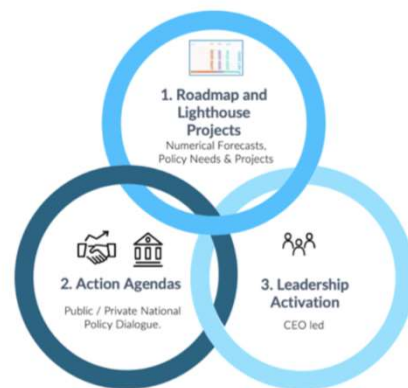 1. Roadmap and
Lighthouse
Projects
Numerical Forecasts,
Policy Needs & Projects
2. Action Agendas
Public / Private National
Policy Dialogue.
3. Leadership
Activation
CEO led